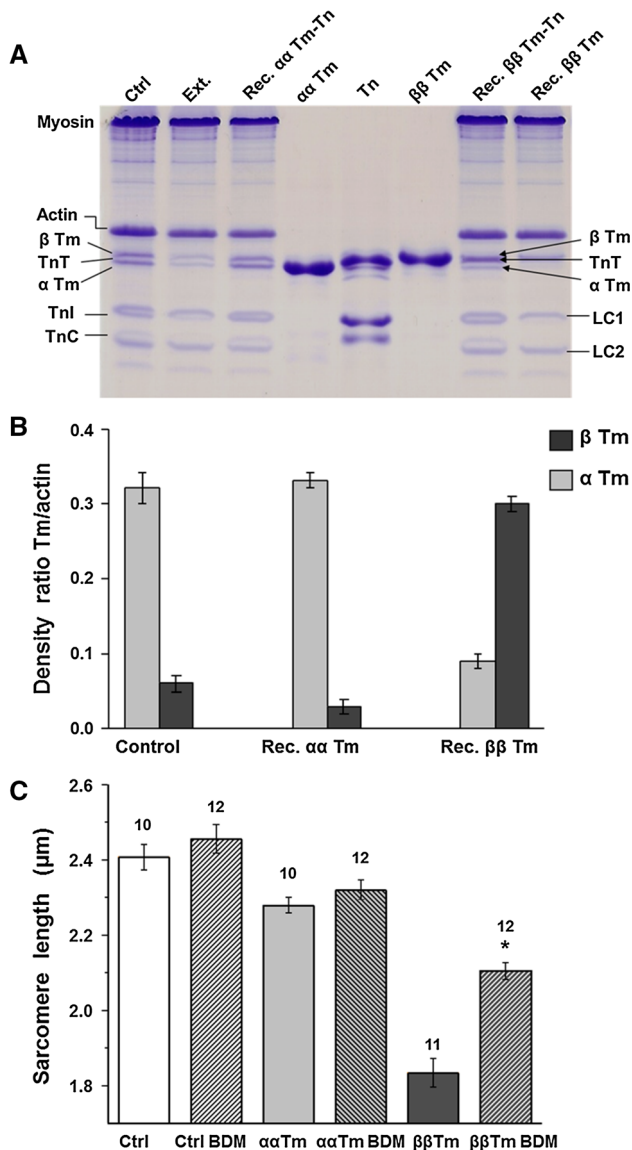 A
Ctrl
Ext.
Rec. αα Tm-Tn
αα Tm
Tn
ββ Tm
Rec. ββ Tm-Tn
Rec. ββ Tm
Myosin
Actin
β Tm
TnT
α Tm
TnI
TnC
β Tm
TnT
α Tm
LC1
LC2
B
Density ratio Tm/actin
0.4
0.3
0.2
0.1
0.0
β Tm
α Tm
Control
Rec. αα Tm
Rec. ββ Tm
C
Sarcomere length (µm)
2.6
2.4
2.2
2.0
1.8
10
12
10
12
11
12
*
Ctrl
Ctrl BDM
ααTm
ααTm BDM
ββTm
ββTm BDM